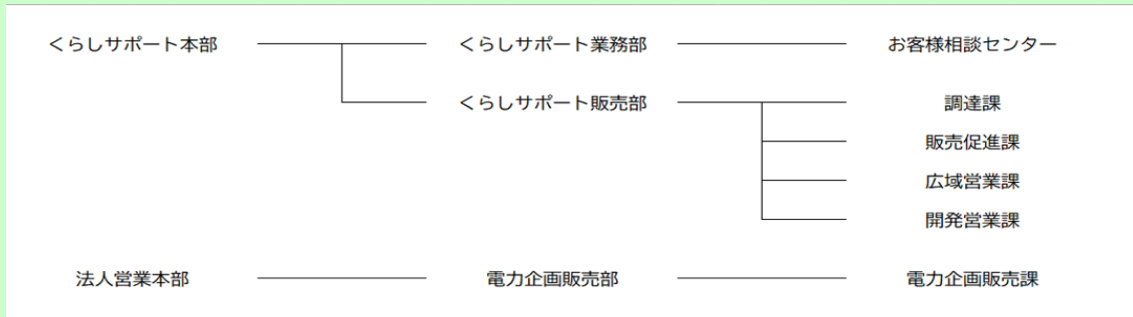 くらしサポート本部 くらしサポート業務部 お客様相談センター
くらしサポート販売部 調達課
販売促進課
広域営業課
開発営業課
法人営業本部 電力企画販売部 電力企画販売課